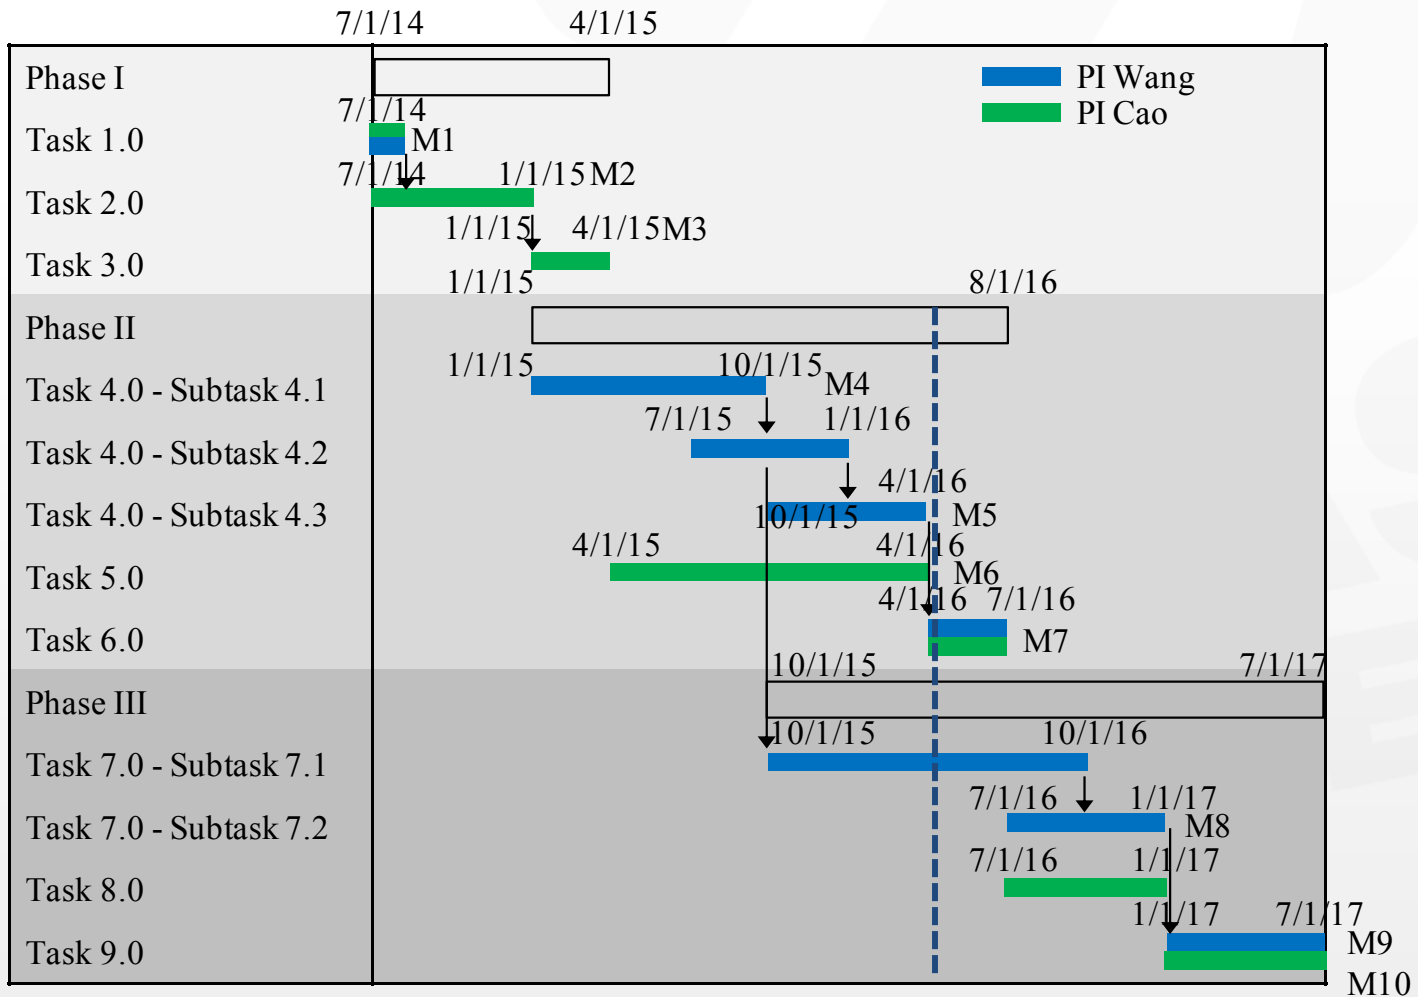 7/1/14 4/1/15
Phase I
PI Wang
PI Cao
7/1/14
Task 1.0 M1
7/1/14 1/1/15 M2
Task 2.0
1/1/15 4/1/15 M3
Task 3.0
1/1/15 8/1/16
Phase II
1/1/15 10/1/15 M4
Task 4.0 - Subtask 4.1
7/1/15 1/1/16
Task 4.0 - Subtask 4.2
4/1/16
Task 4.0 - Subtask 4.3 10/1/15 M5
4/1/15 4/1/16
Task 5.0 M6
4/1/16 7/1/16
Task 6.0 M7
10/1/15 7/1/17
Phase III
10/1/15 10/1/16
Task 7.0 - Subtask 7.1
7/1/16 1/1/17
Task 7.0 - Subtask 7.2 M8
7/1/16 1/1/17
Task 8.0
1/1/17 7/1/17
Task 9.0 M9
M10